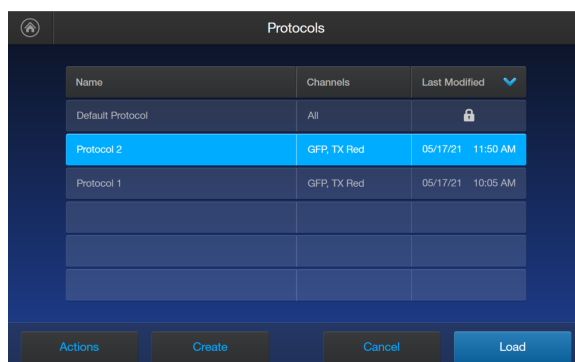 Protocols
Name Channels Last Modified
Default Protocol All
Protocol 2 GFP, TX Red 05/17/21 11:50 AM
Protocol 1 GFP, TX Red 05/17/21 10:05 AM
Actions Create Cancel Load